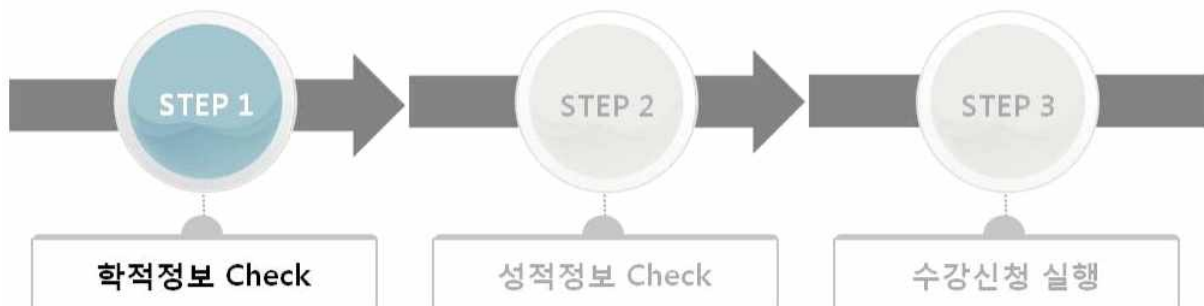 STEP 1
STEP 2
STEP 3
학적정보 Check
성적정보 Check
수강신청 실행